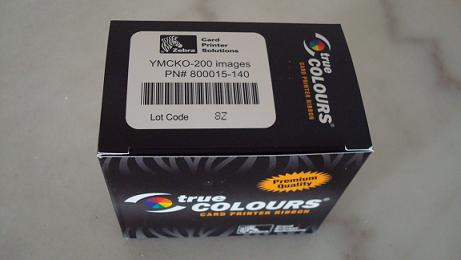 Zebra
Card
Printer
Solutions
YMCKO-200 images
PN# 800015-140
Lot Code 8Z
true
COLOURS®
CARD PRINTER RIBBON
Premium
Quality
true
COLOURS®
CARD PRINTER RIBBON
Zebra